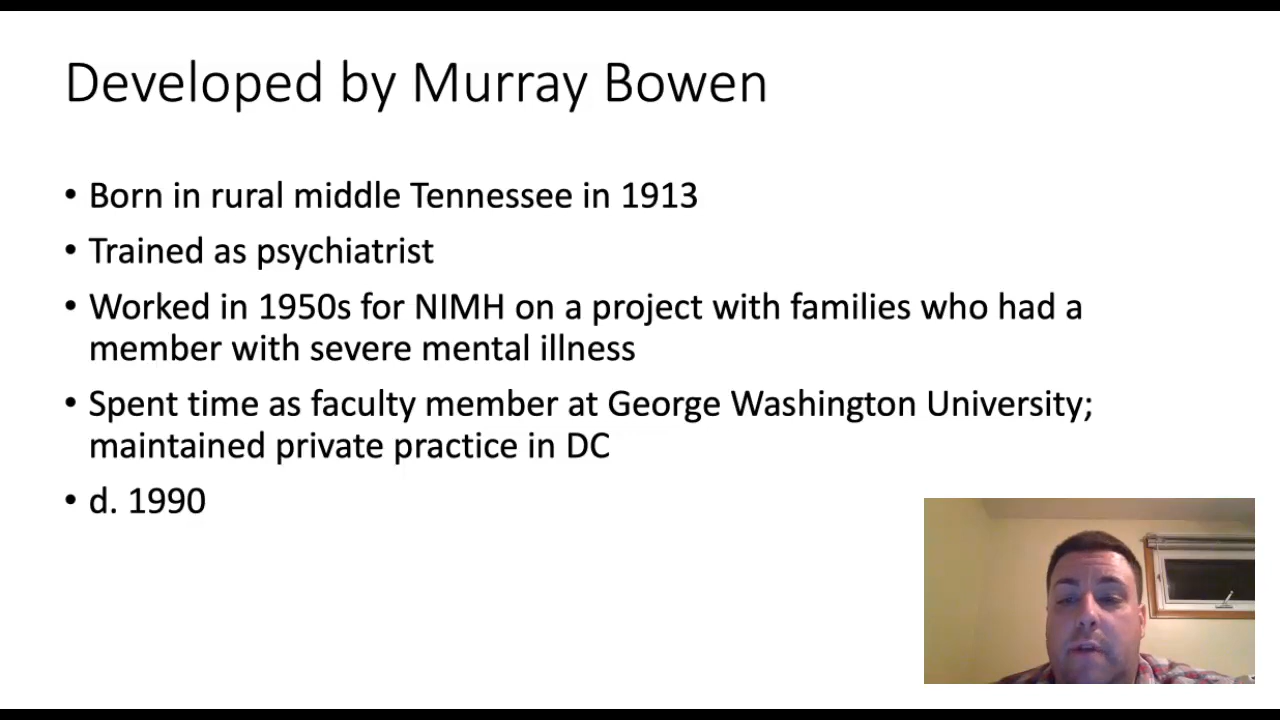 Developed by Murray Bowen
• Born in rural middle Tennessee in 1913
• Trained as psychiatrist
• Worked in 1950s for NIMH on a project with families who had a
member with severe mental illness
• Spent time as faculty member at George Washington University;
maintained private practice in DC
• d. 1990